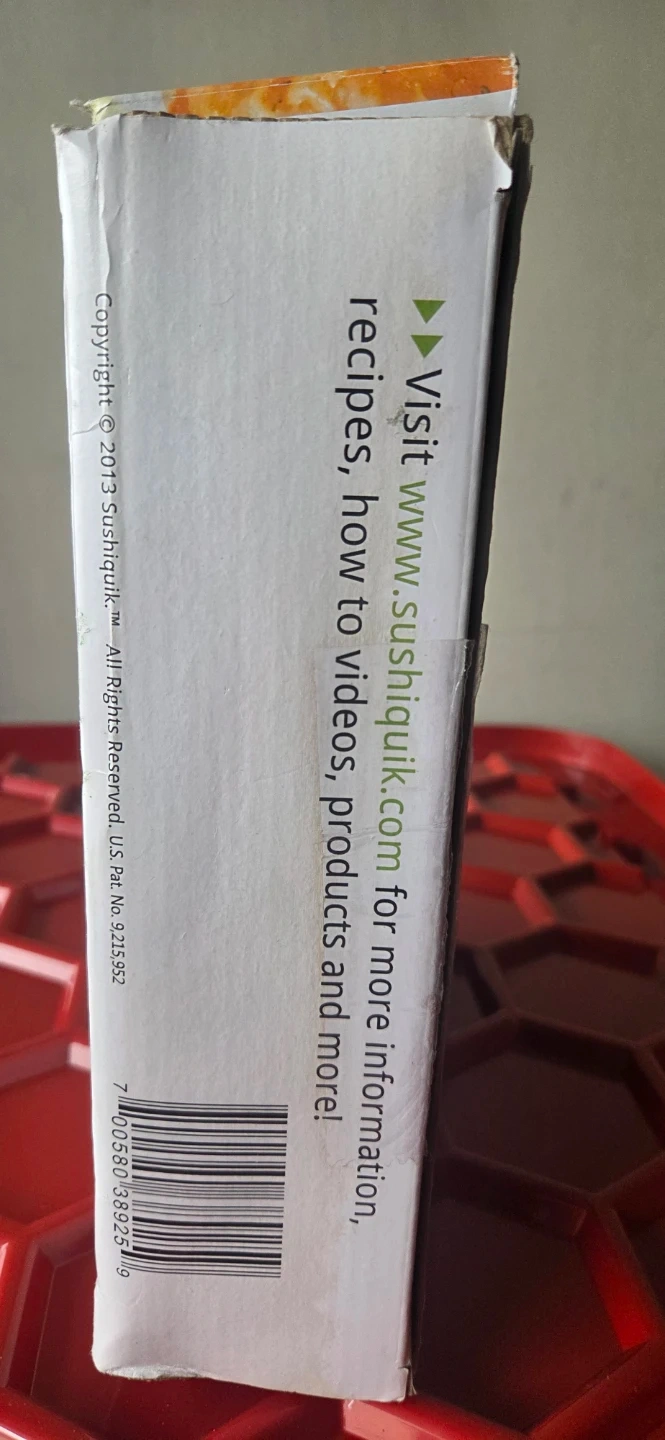 ▶▶Visit www.sushiquik.com for more information,
recipes, how to videos, products and more!
Copyright © 2013 Sushiquik.™ All Rights Reserved. U.S. Pat. No. 9,215,952
7 00580 38925 9